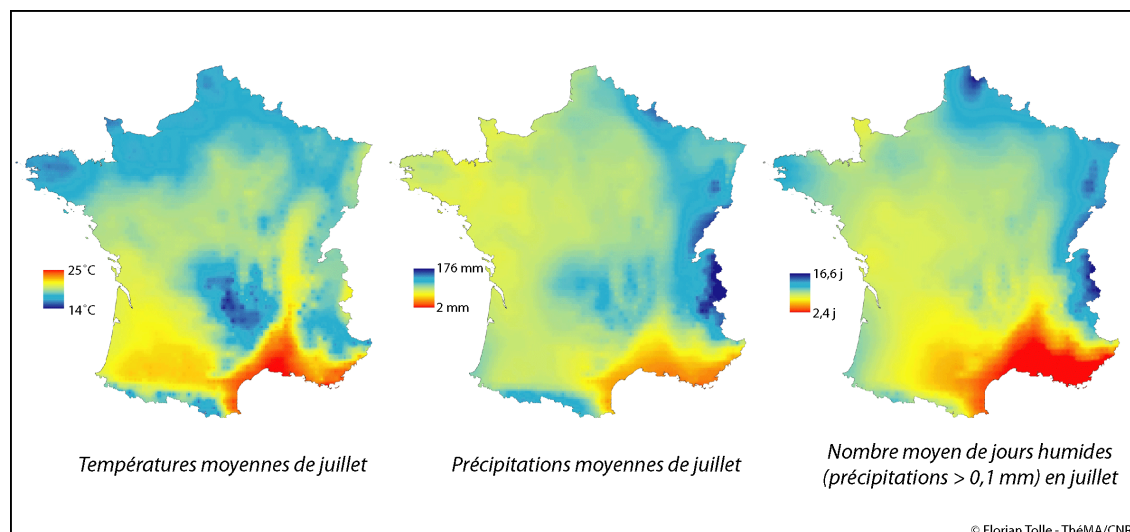 25°C
14°C
176 mm
2 mm
16,6 j
2,4 j
Températures moyennes de juillet
Précipitations moyennes de juillet
Nombre moyen de jours humides
(précipitations > 0,1 mm) en juillet
© Florian Tolle - ThéMA/CNR